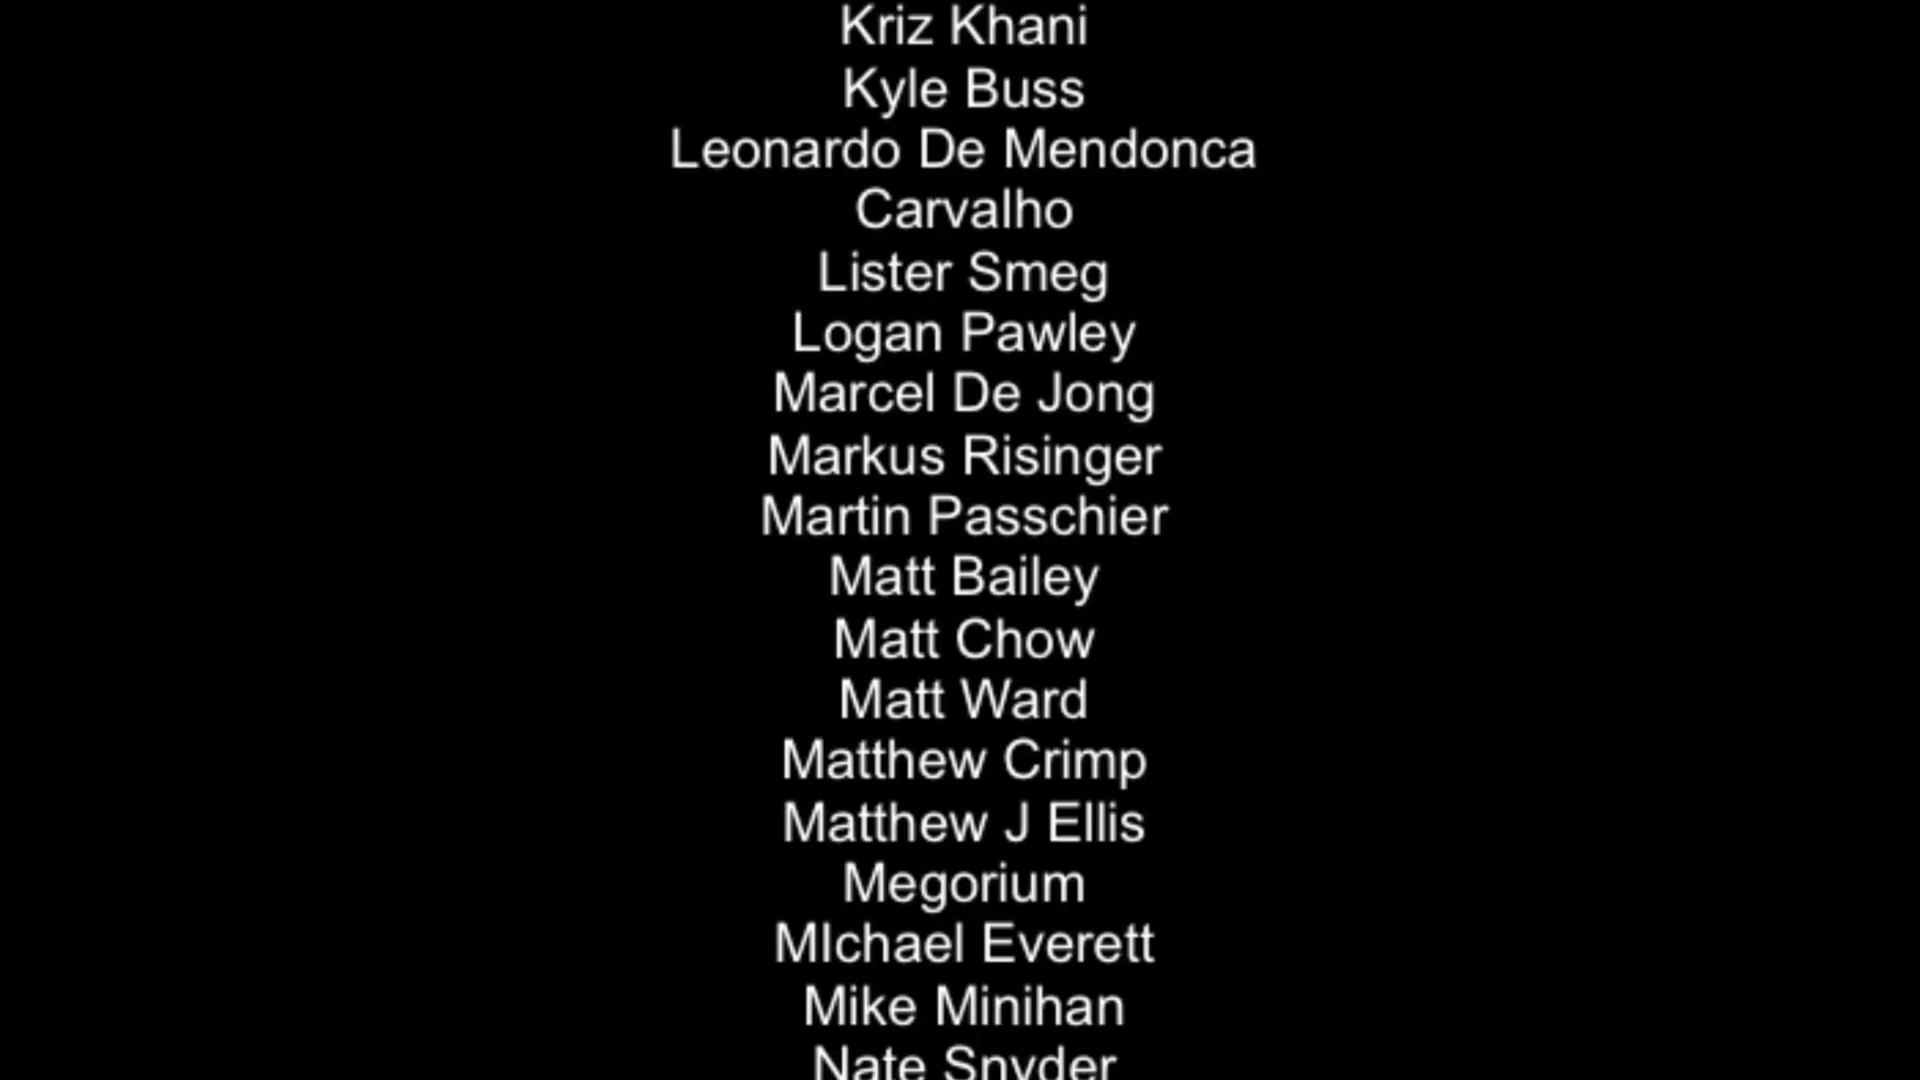 Kriz Khani
Kyle Buss
Leonardo De Mendonca
Carvalho
Lister Smeg
Logan Pawley
Marcel De Jong
Markus Risinger
Martin Passchier
Matt Bailey
Matt Chow
Matt Ward
Matthew Crimp
Matthew J Ellis
Megorium
MIchael Everett
Mike Minihan
Nate Snyder